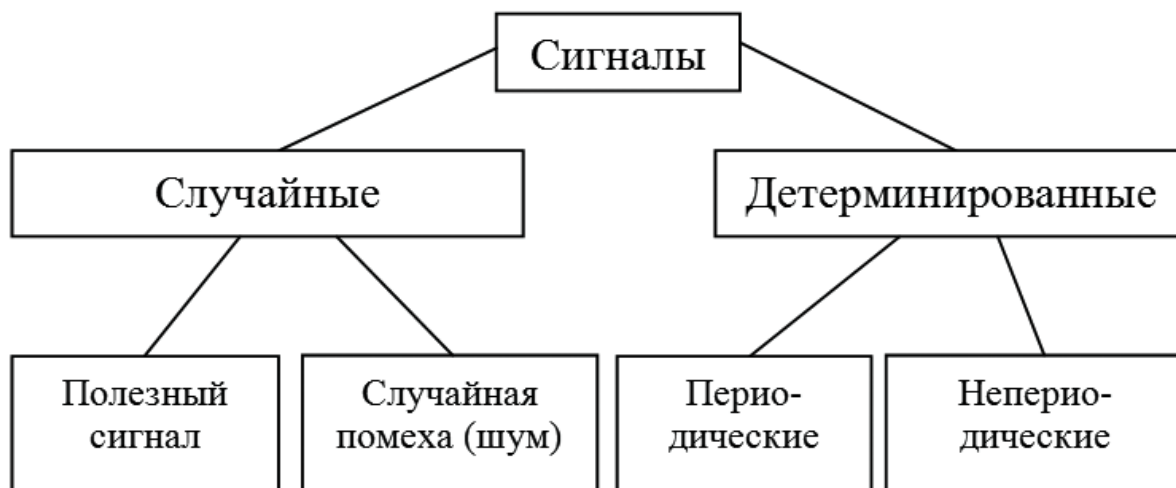 Сигналы
Случайные
Детерминированные
Полезный
сигнал
Случайная
помеха (шум)
Перио-
дические
Неперио-
дические